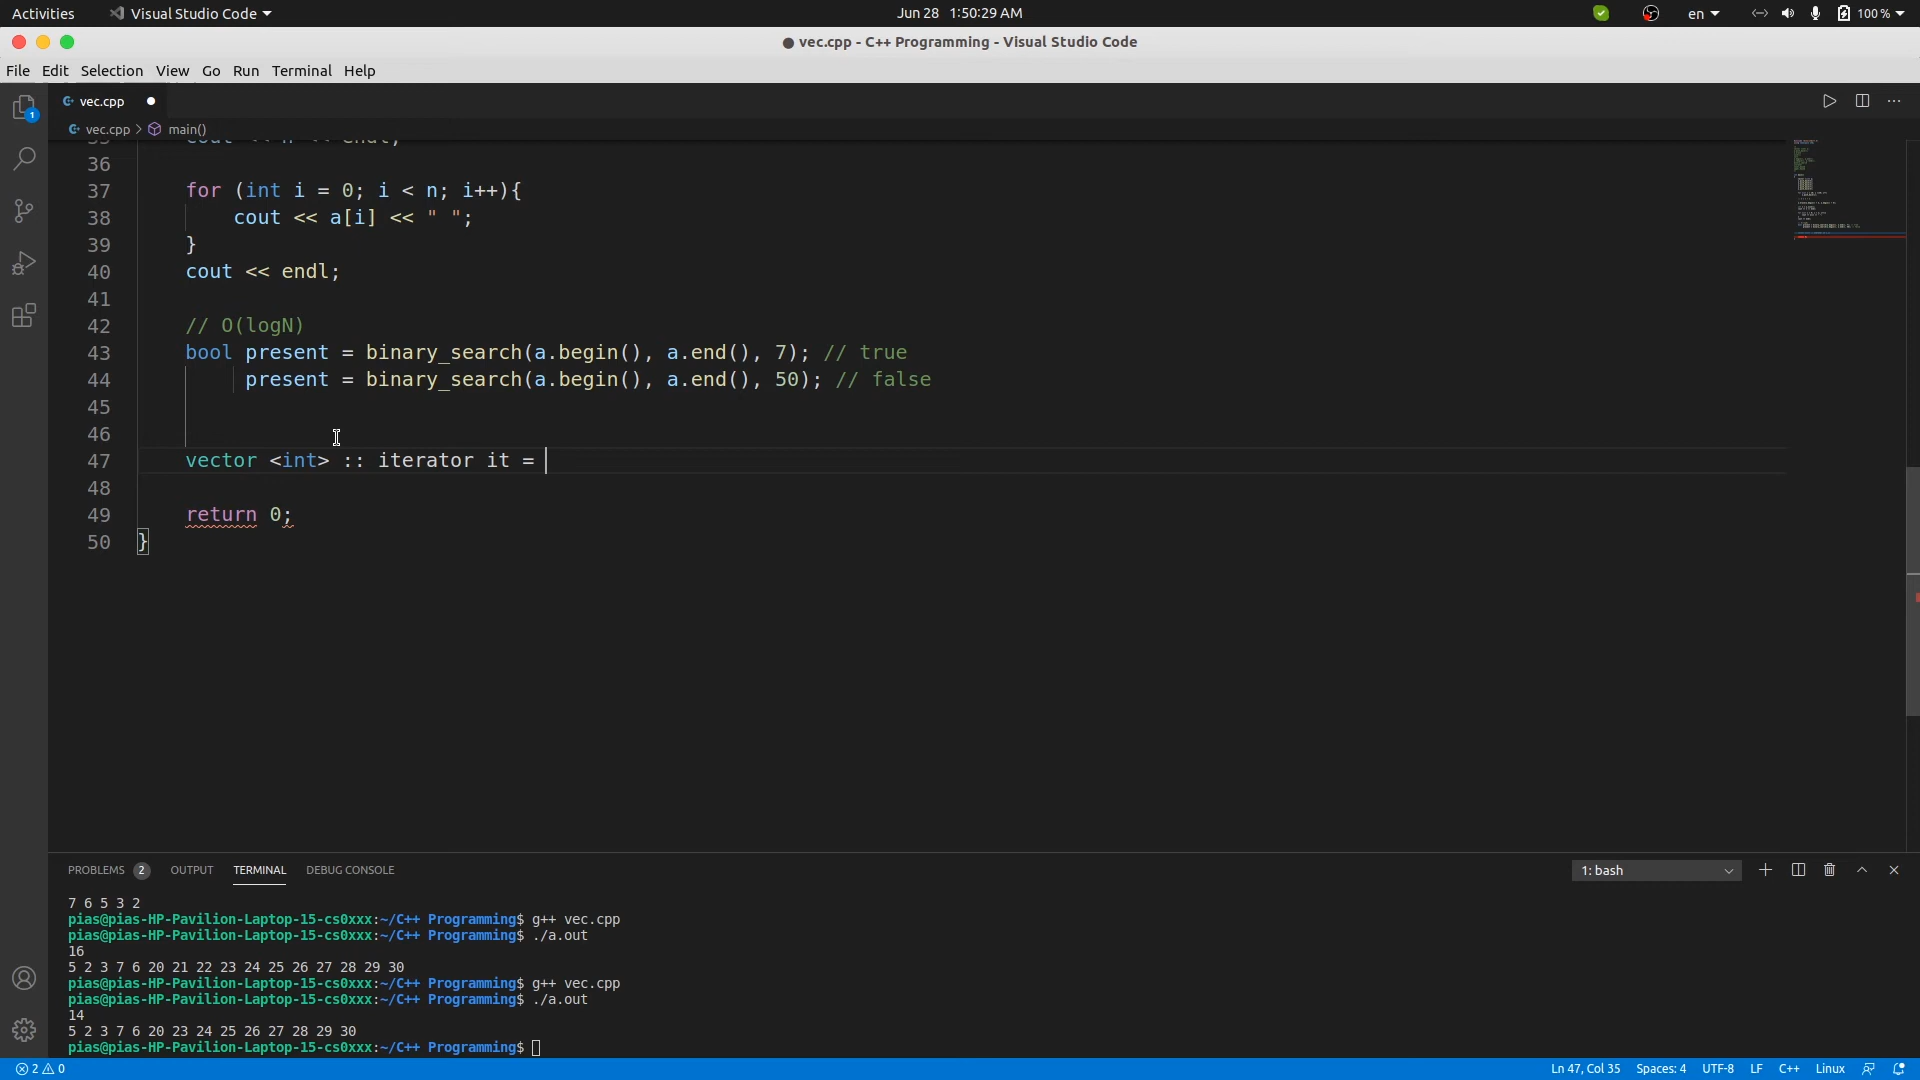 Activities Visual Studio Code Jun 28 1:50:29 AM en 100 %
vec.cpp - C++ Programming - Visual Studio Code
File Edit Selection View Go Run Terminal Help
1
vec.cpp
vec.cpp > main()
36
37 for (int i = 0; i < n; i++){
38 cout << a[i] << " ";
39 }
40 cout << endl;
41
42 // O(logN)
43 bool present = binary_search(a.begin(), a.end(), 7); // true
44 present = binary_search(a.begin(), a.end(), 50); // false
45
46
47 vector <int> :: iterator it =
48
49 return 0;
50 }
PROBLEMS 2 OUTPUT TERMINAL DEBUG CONSOLE 1: bash
7 6 5 3 2
pias@pias-HP-Pavilion-Laptop-15-cs0xxx:~/C++ Programming$ g++ vec.cpp
pias@pias-HP-Pavilion-Laptop-15-cs0xxx:~/C++ Programming$ ./a.out
16
5 2 3 7 6 20 21 22 23 24 25 26 27 28 29 30
pias@pias-HP-Pavilion-Laptop-15-cs0xxx:~/C++ Programming$ g++ vec.cpp
pias@pias-HP-Pavilion-Laptop-15-cs0xxx:~/C++ Programming$ ./a.out
14
5 2 3 7 6 20 23 24 25 26 27 28 29 30
pias@pias-HP-Pavilion-Laptop-15-cs0xxx:~/C++ Programming$
2 0 Ln 47, Col 35 Spaces: 4 UTF-8 LF C++ Linux